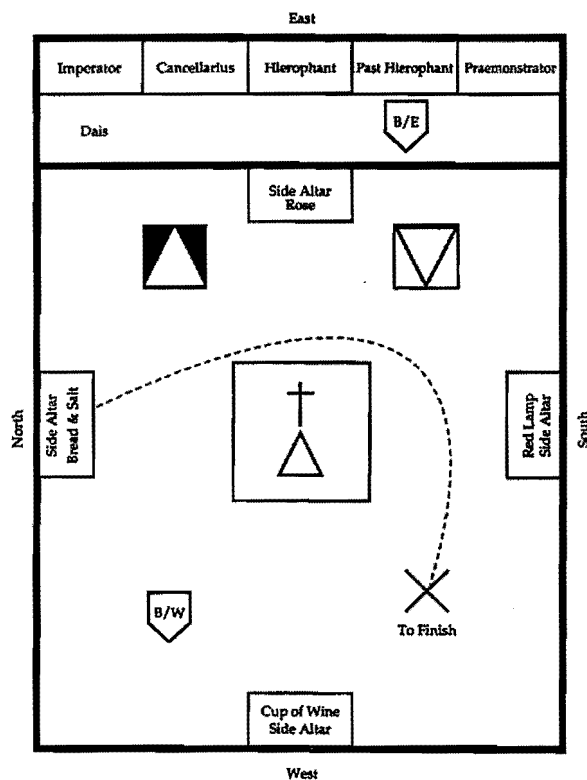 East
Imperator
Cancellarius
Hierophant
Past Hierophant
Praemonstrator
Dais
B/E
Side Altar
Rose
North
Side Altar
Bread & Salt
Red Lamp
Side Altar
South
B/W
To Finish
Cup of Wine
Side Altar
West